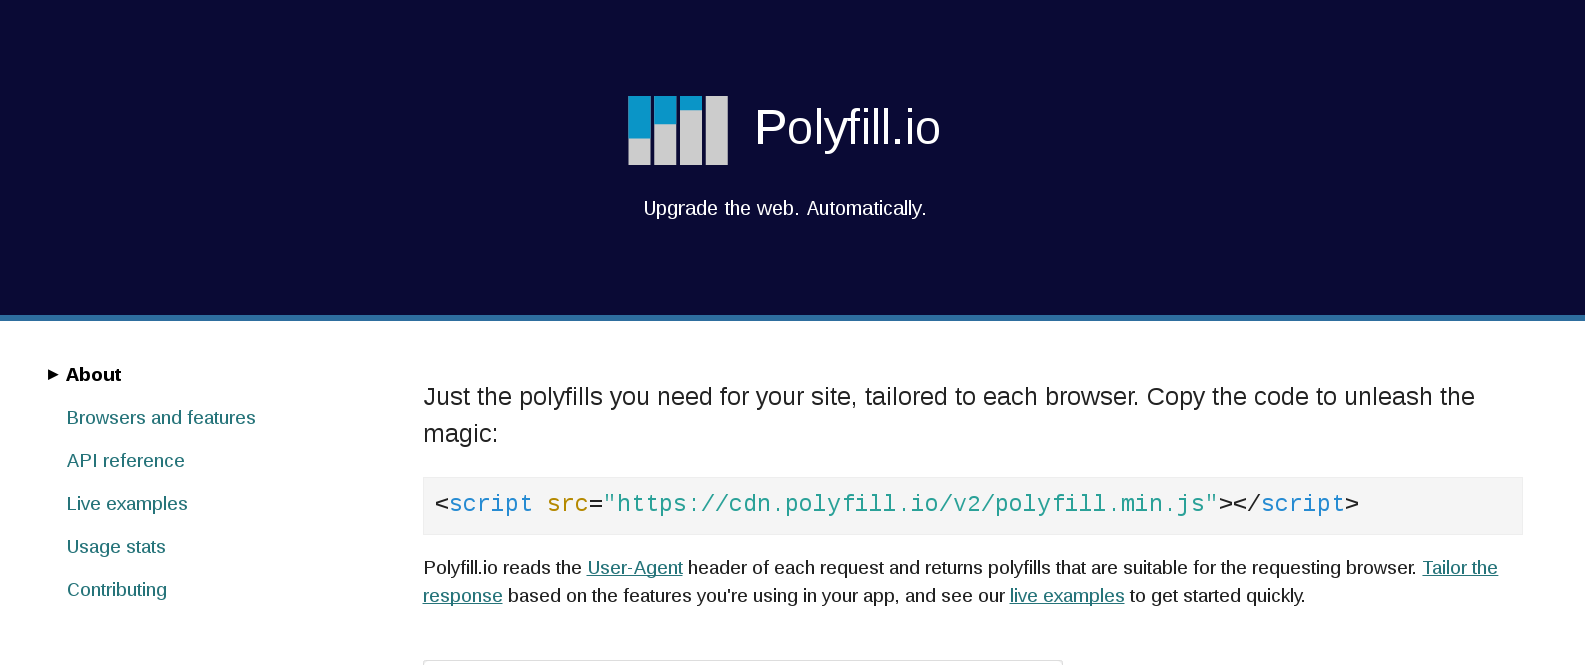 Polyfill.io
Upgrade the web. Automatically.
► About
Browsers and features
API reference
Live examples
Usage stats
Contributing
Just the polyfills you need for your site, tailored to each browser. Copy the code to unleash the
magic:
<script src="https://cdn.polyfill.io/v2/polyfill.min.js"></script>
Polyfill.io reads the User-Agent header of each request and returns polyfills that are suitable for the requesting browser. Tailor the
response based on the features you're using in your app, and see our live examples to get started quickly.